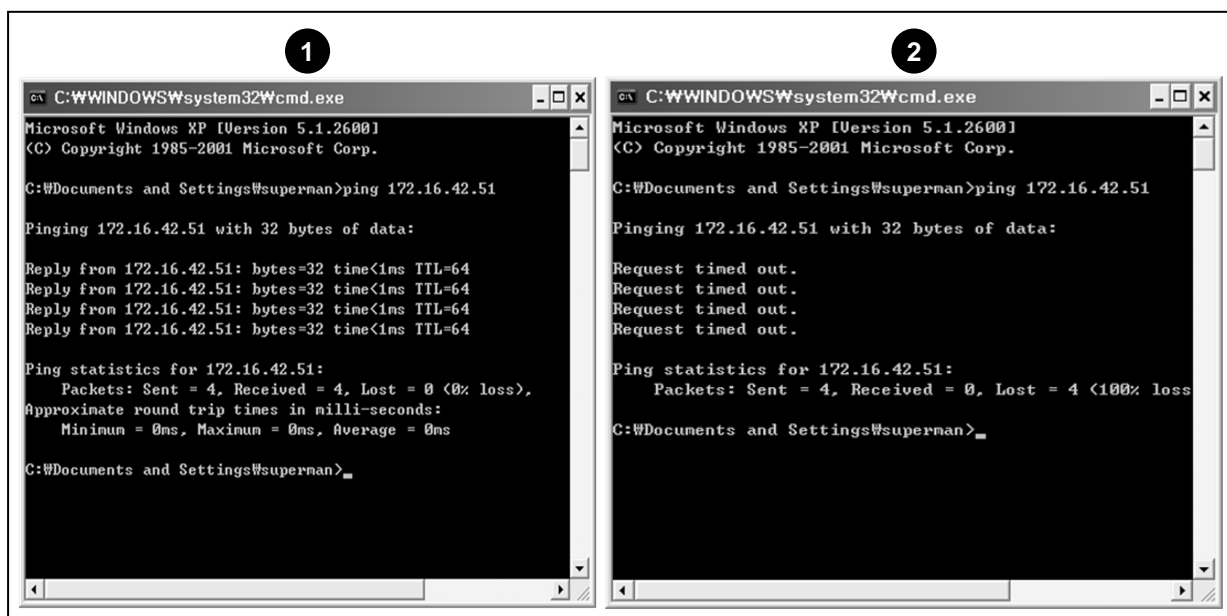 1
C:₩WINDOWS₩system32₩cmd.exe
Microsoft Windows XP [Version 5.1.2600]
(C) Copyright 1985-2001 Microsoft Corp.
C:₩Documents and Settings₩superman>ping 172.16.42.51
Pinging 172.16.42.51 with 32 bytes of data:
Reply from 172.16.42.51: bytes=32 time<1ms TTL=64
Reply from 172.16.42.51: bytes=32 time<1ms TTL=64
Reply from 172.16.42.51: bytes=32 time<1ms TTL=64
Reply from 172.16.42.51: bytes=32 time<1ms TTL=64
Ping statistics for 172.16.42.51:
Packets: Sent = 4, Received = 4, Lost = 0 (0% loss),
Approximate round trip times in milli-seconds:
Minimum = 0ms, Maximum = 0ms, Average = 0ms
C:₩Documents and Settings₩superman>_
2
C:₩WINDOWS₩system32₩cmd.exe
Microsoft Windows XP [Version 5.1.2600]
(C) Copyright 1985-2001 Microsoft Corp.
C:₩Documents and Settings₩superman>ping 172.16.42.51
Pinging 172.16.42.51 with 32 bytes of data:
Request timed out.
Request timed out.
Request timed out.
Request timed out.
Ping statistics for 172.16.42.51:
Packets: Sent = 4, Received = 0, Lost = 4 (100% loss
C:₩Documents and Settings₩superman>_